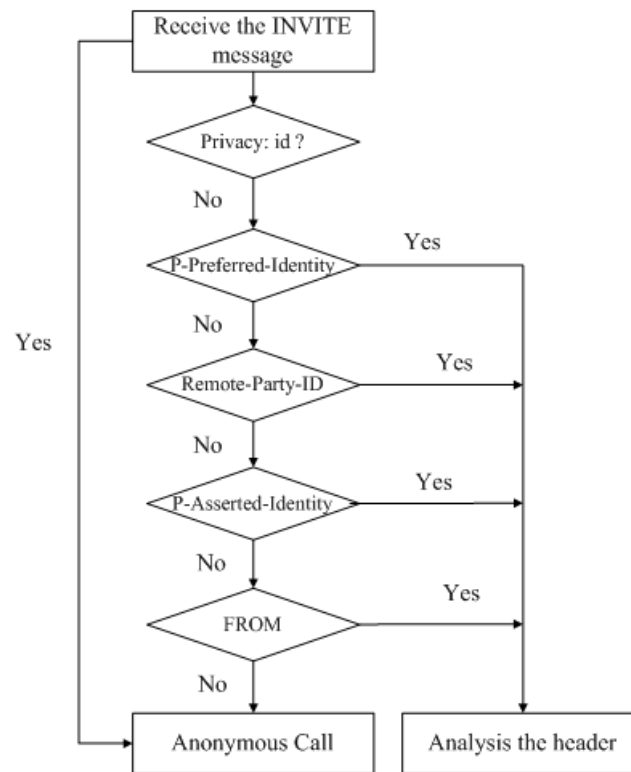 Receive the INVITE
message
Privacy: id ?
No
Yes
P-Preferred-Identity
No
Yes
Yes
Remote-Party-ID
No
Yes
P-Asserted-Identity
No
Yes
FROM
No
Anonymous Call
Analysis the header